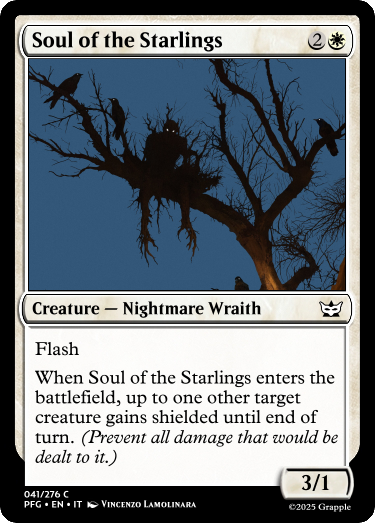 Soul of the Starlings 2
Creature — Nightmare Wraith
Flash
When Soul of the Starlings enters the
battlefield, up to one other target
creature gains shielded until end of
turn. (Prevent all damage that would be
dealt to it.)
3/1
041/276 C
PFG • EN • IT Vincenzo Lamolinara
©2025 Grapple